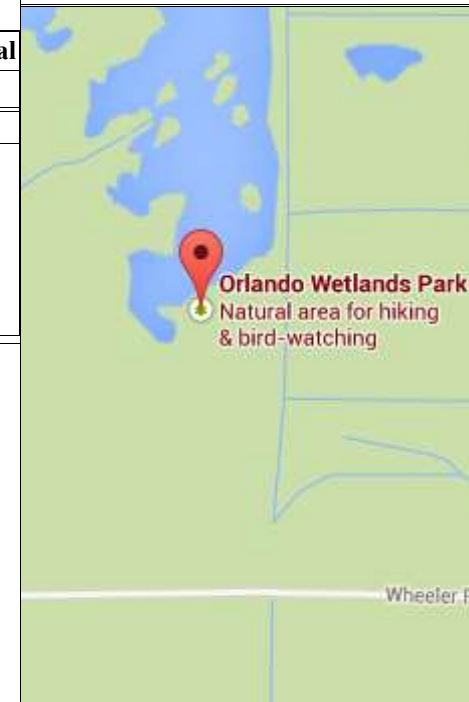 al
Orlando Wetlands Park
Natural area for hiking
& bird-watching
Wheeler